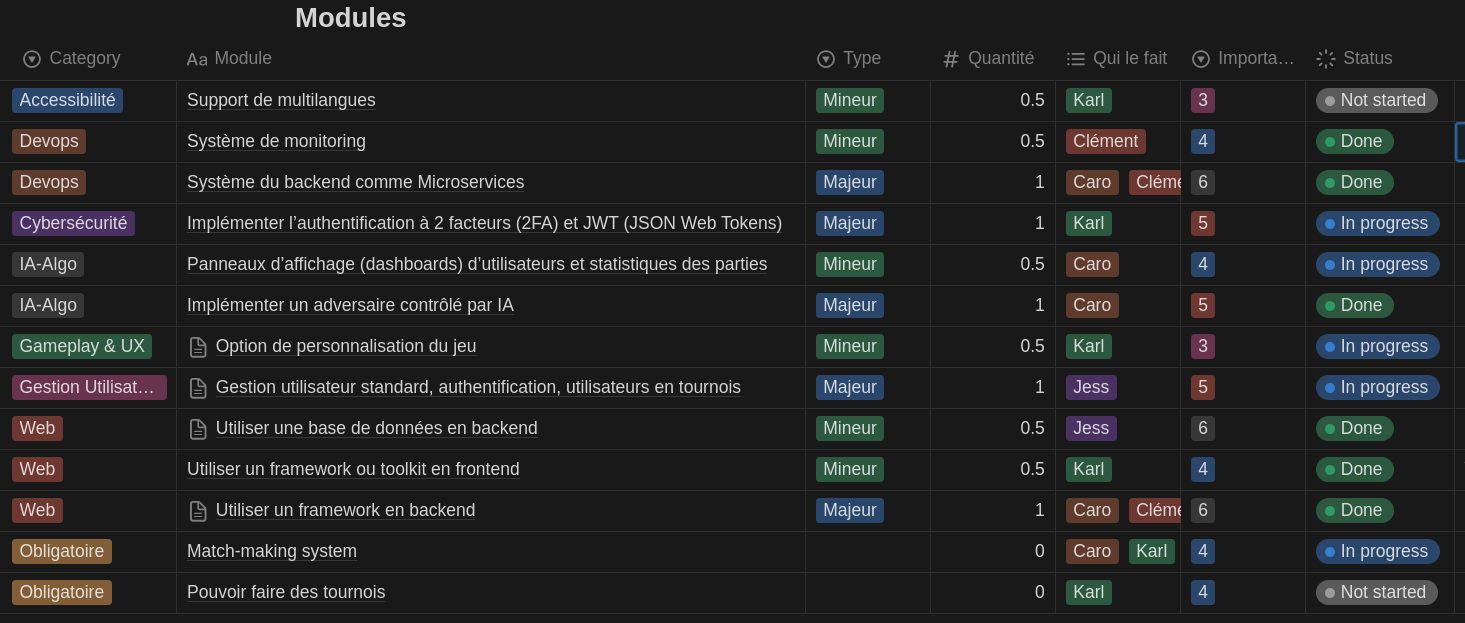 Modules
Category Aa Module Type # Quantité Qui le fait Importa… Status
Accessibilité Support de multilangues Mineur 0.5 Karl 3 Not started
Devops Système de monitoring Mineur 0.5 Clément 4 Done
Devops Système du backend comme Microservices Majeur 1 Caro Cléme 6 Done
Cybersécurité Implémenter l’authentification à 2 facteurs (2FA) et JWT (JSON Web Tokens) Majeur 1 Karl 5 In progress
IA-Algo Panneaux d’affichage (dashboards) d’utilisateurs et statistiques des parties Mineur 0.5 Caro 4 In progress
IA-Algo Implémenter un adversaire contrôlé par IA Majeur 1 Caro 5 Done
Gameplay & UX Option de personnalisation du jeu Mineur 0.5 Karl 3 In progress
Gestion Utilisat… Gestion utilisateur standard, authentification, utilisateurs en tournois Majeur 1 Jess 5 In progress
Web Utiliser une base de données en backend Mineur 0.5 Jess 6 Done
Web Utiliser un framework ou toolkit en frontend Mineur 0.5 Karl 4 Done
Web Utiliser un framework en backend Majeur 1 Caro Cléme 6 Done
Obligatoire Match-making system 0 Caro Karl 4 In progress
Obligatoire Pouvoir faire des tournois 0 Karl 4 Not started